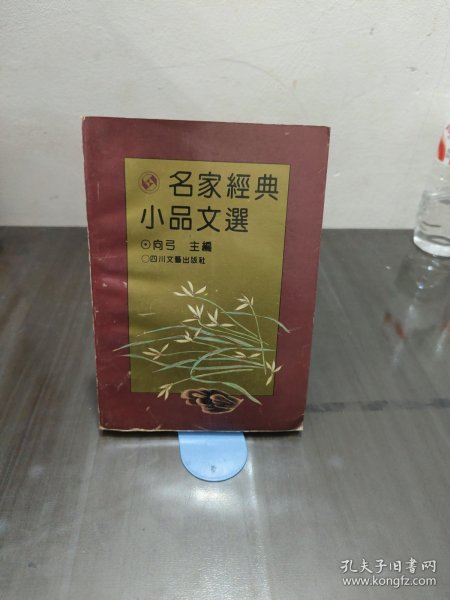 名家經典
小品文選
向弓 主編
四川文藝出版社
孔夫子旧书网
www.kongfz.com